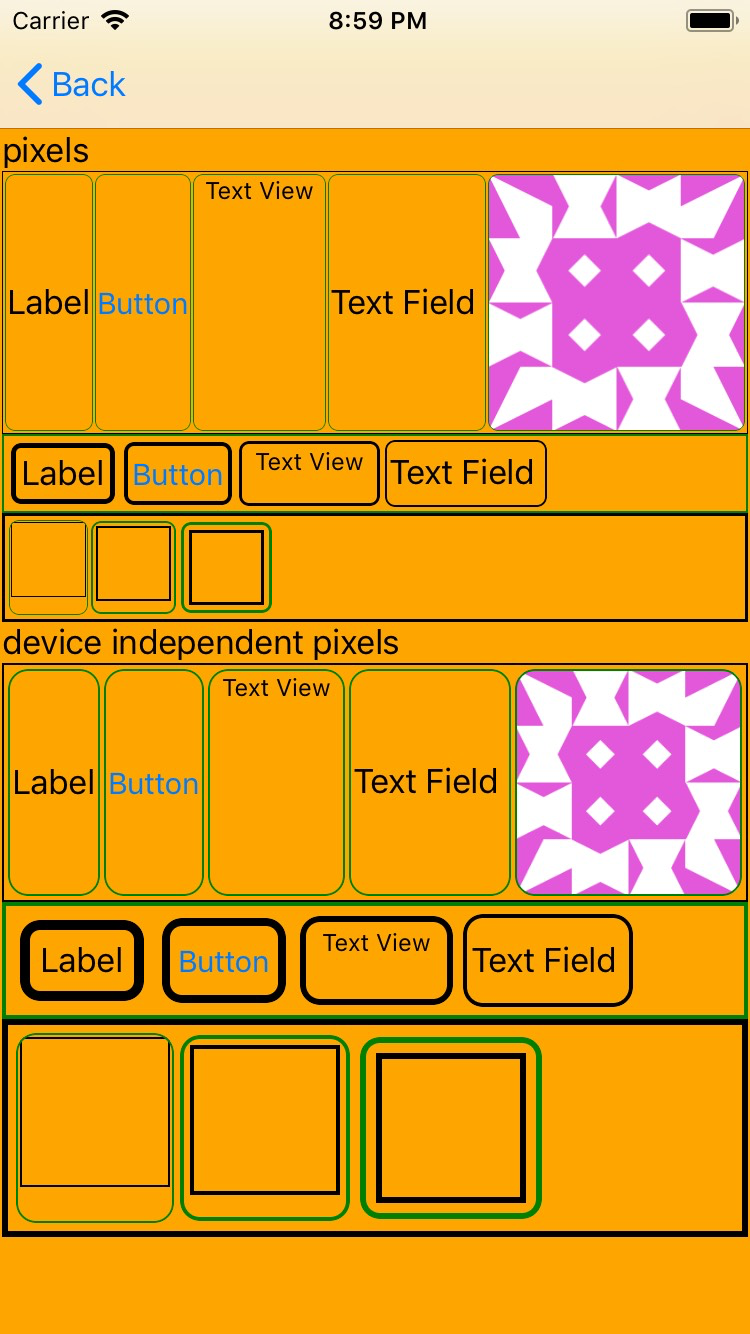 Carrier 8:59 PM
Back
pixels
Label Button Text View Text Field
Label Button Text View Text Field
device independent pixels
Label Button Text View Text Field
Label Button Text View Text Field